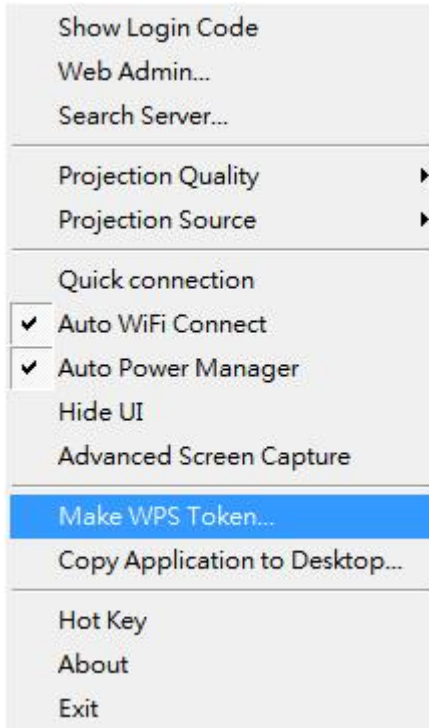 Show Login Code
Web Admin...
Search Server...
Projection Quality
Projection Source
Quick connection
Auto WiFi Connect
Auto Power Manager
Hide UI
Advanced Screen Capture
Make WPS Token...
Copy Application to Desktop...
Hot Key
About
Exit